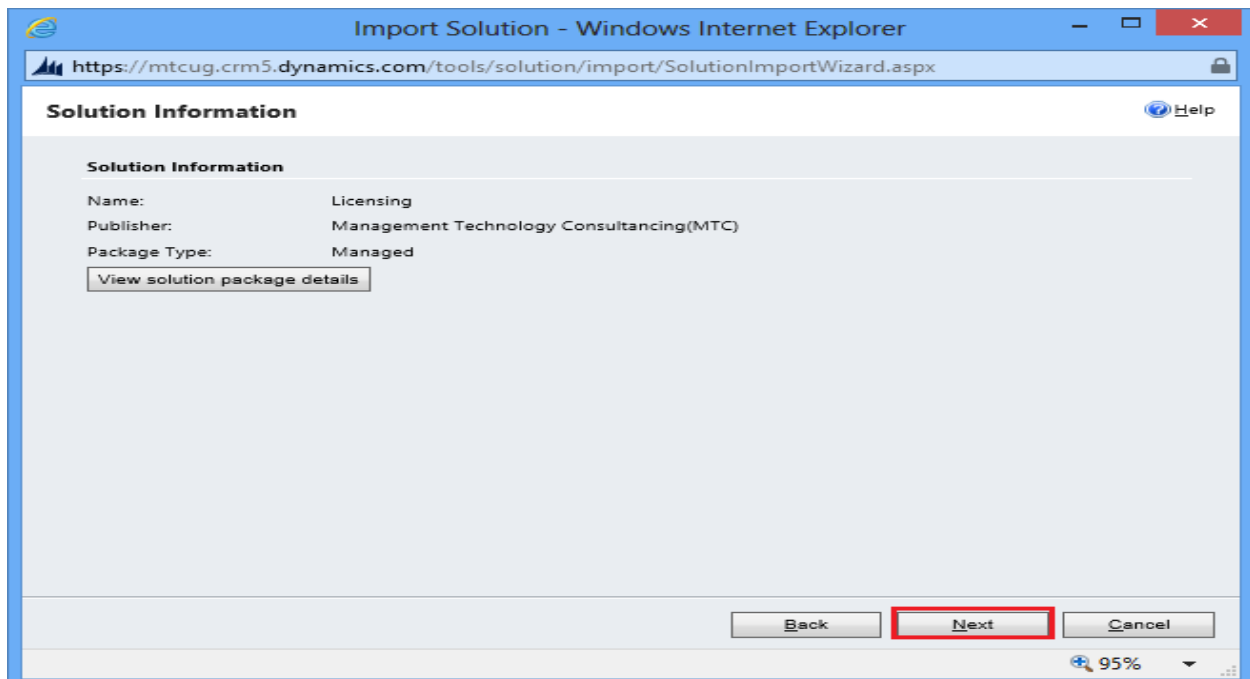 Import Solution - Windows Internet Explorer
https://mtcug.crm5.dynamics.com/tools/solution/import/SolutionImportWizard.aspx
Solution Information
Help
Solution Information
Name: Licensing
Publisher: Management Technology Consultancing(MTC)
Package Type: Managed
View solution package details
Back Next Cancel
95%